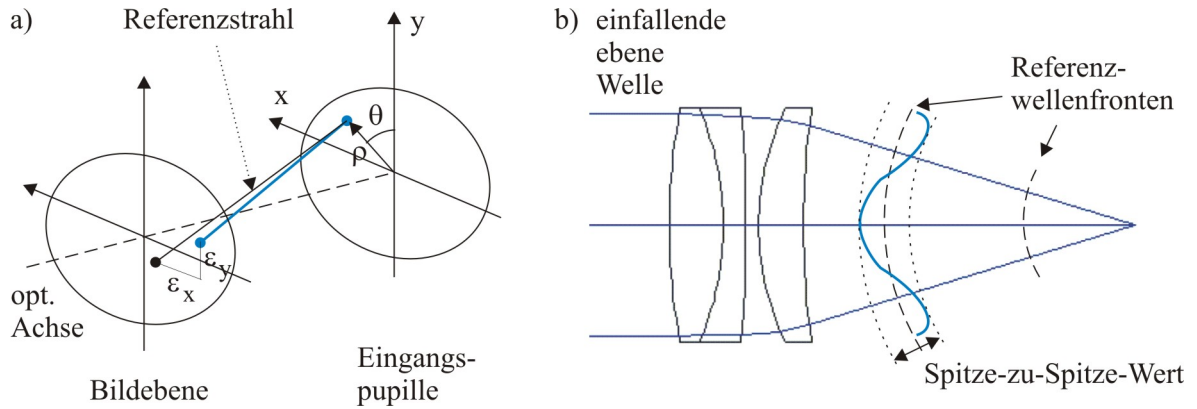 a)
Referenzstrahl
y
x
θ
ρ
ε y
ε x
opt.
Achse
Bildebene
Eingangs-
pupille
b)
einfallende
ebene
Welle
Referenz-
wellenfronten
Spitze-zu-Spitze-Wert